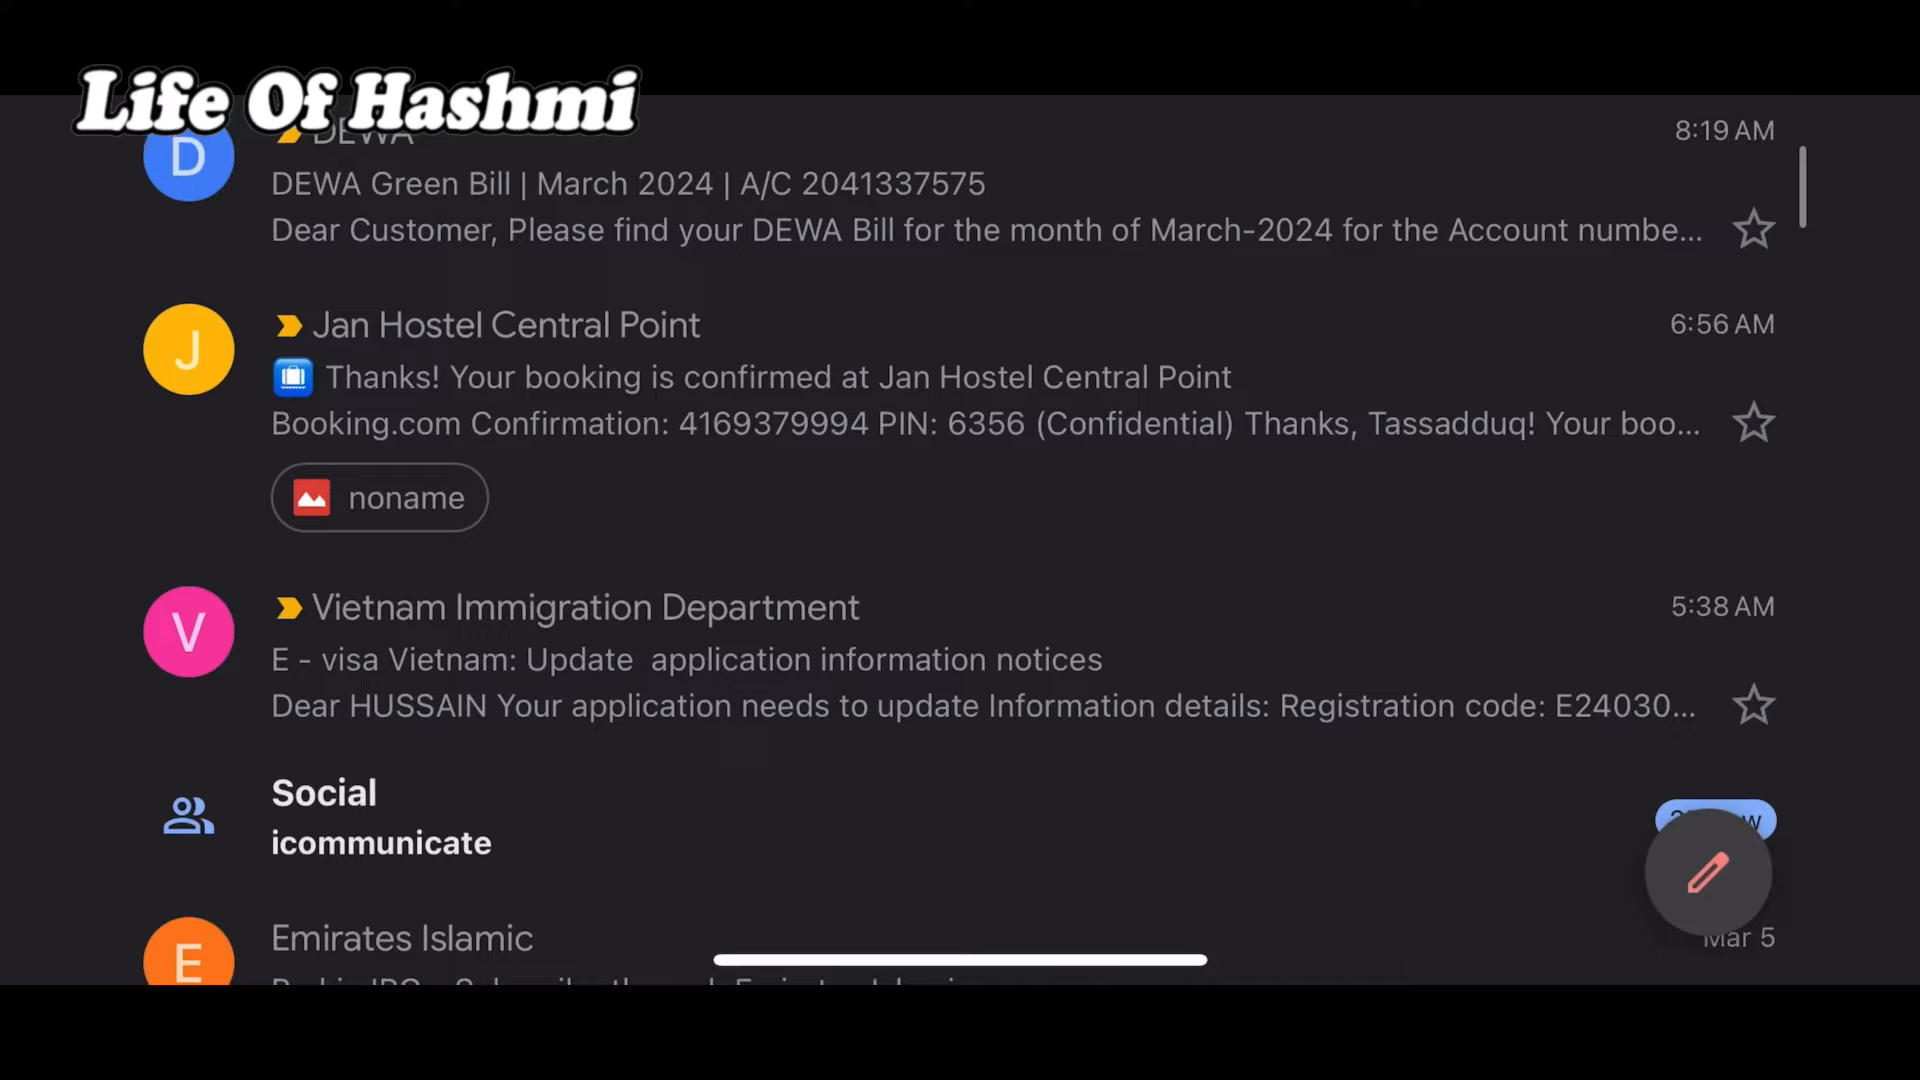 Life Of Hashmi
DEWA
8:19 AM
D
DEWA Green Bill | March 2024 | A/C 2041337575
Dear Customer, Please find your DEWA Bill for the month of March-2024 for the Account numbe...
J
Jan Hostel Central Point
6:56 AM
Thanks! Your booking is confirmed at Jan Hostel Central Point
Booking.com Confirmation: 4169379994 PIN: 6356 (Confidential) Thanks, Tassadduq! Your boo...
noname
V
Vietnam Immigration Department
5:38 AM
E - visa Vietnam: Update  application information notices
Dear HUSSAIN Your application needs to update Information details: Registration code: E24030...
Social
icommunicate
E
Emirates Islamic
Mar 5